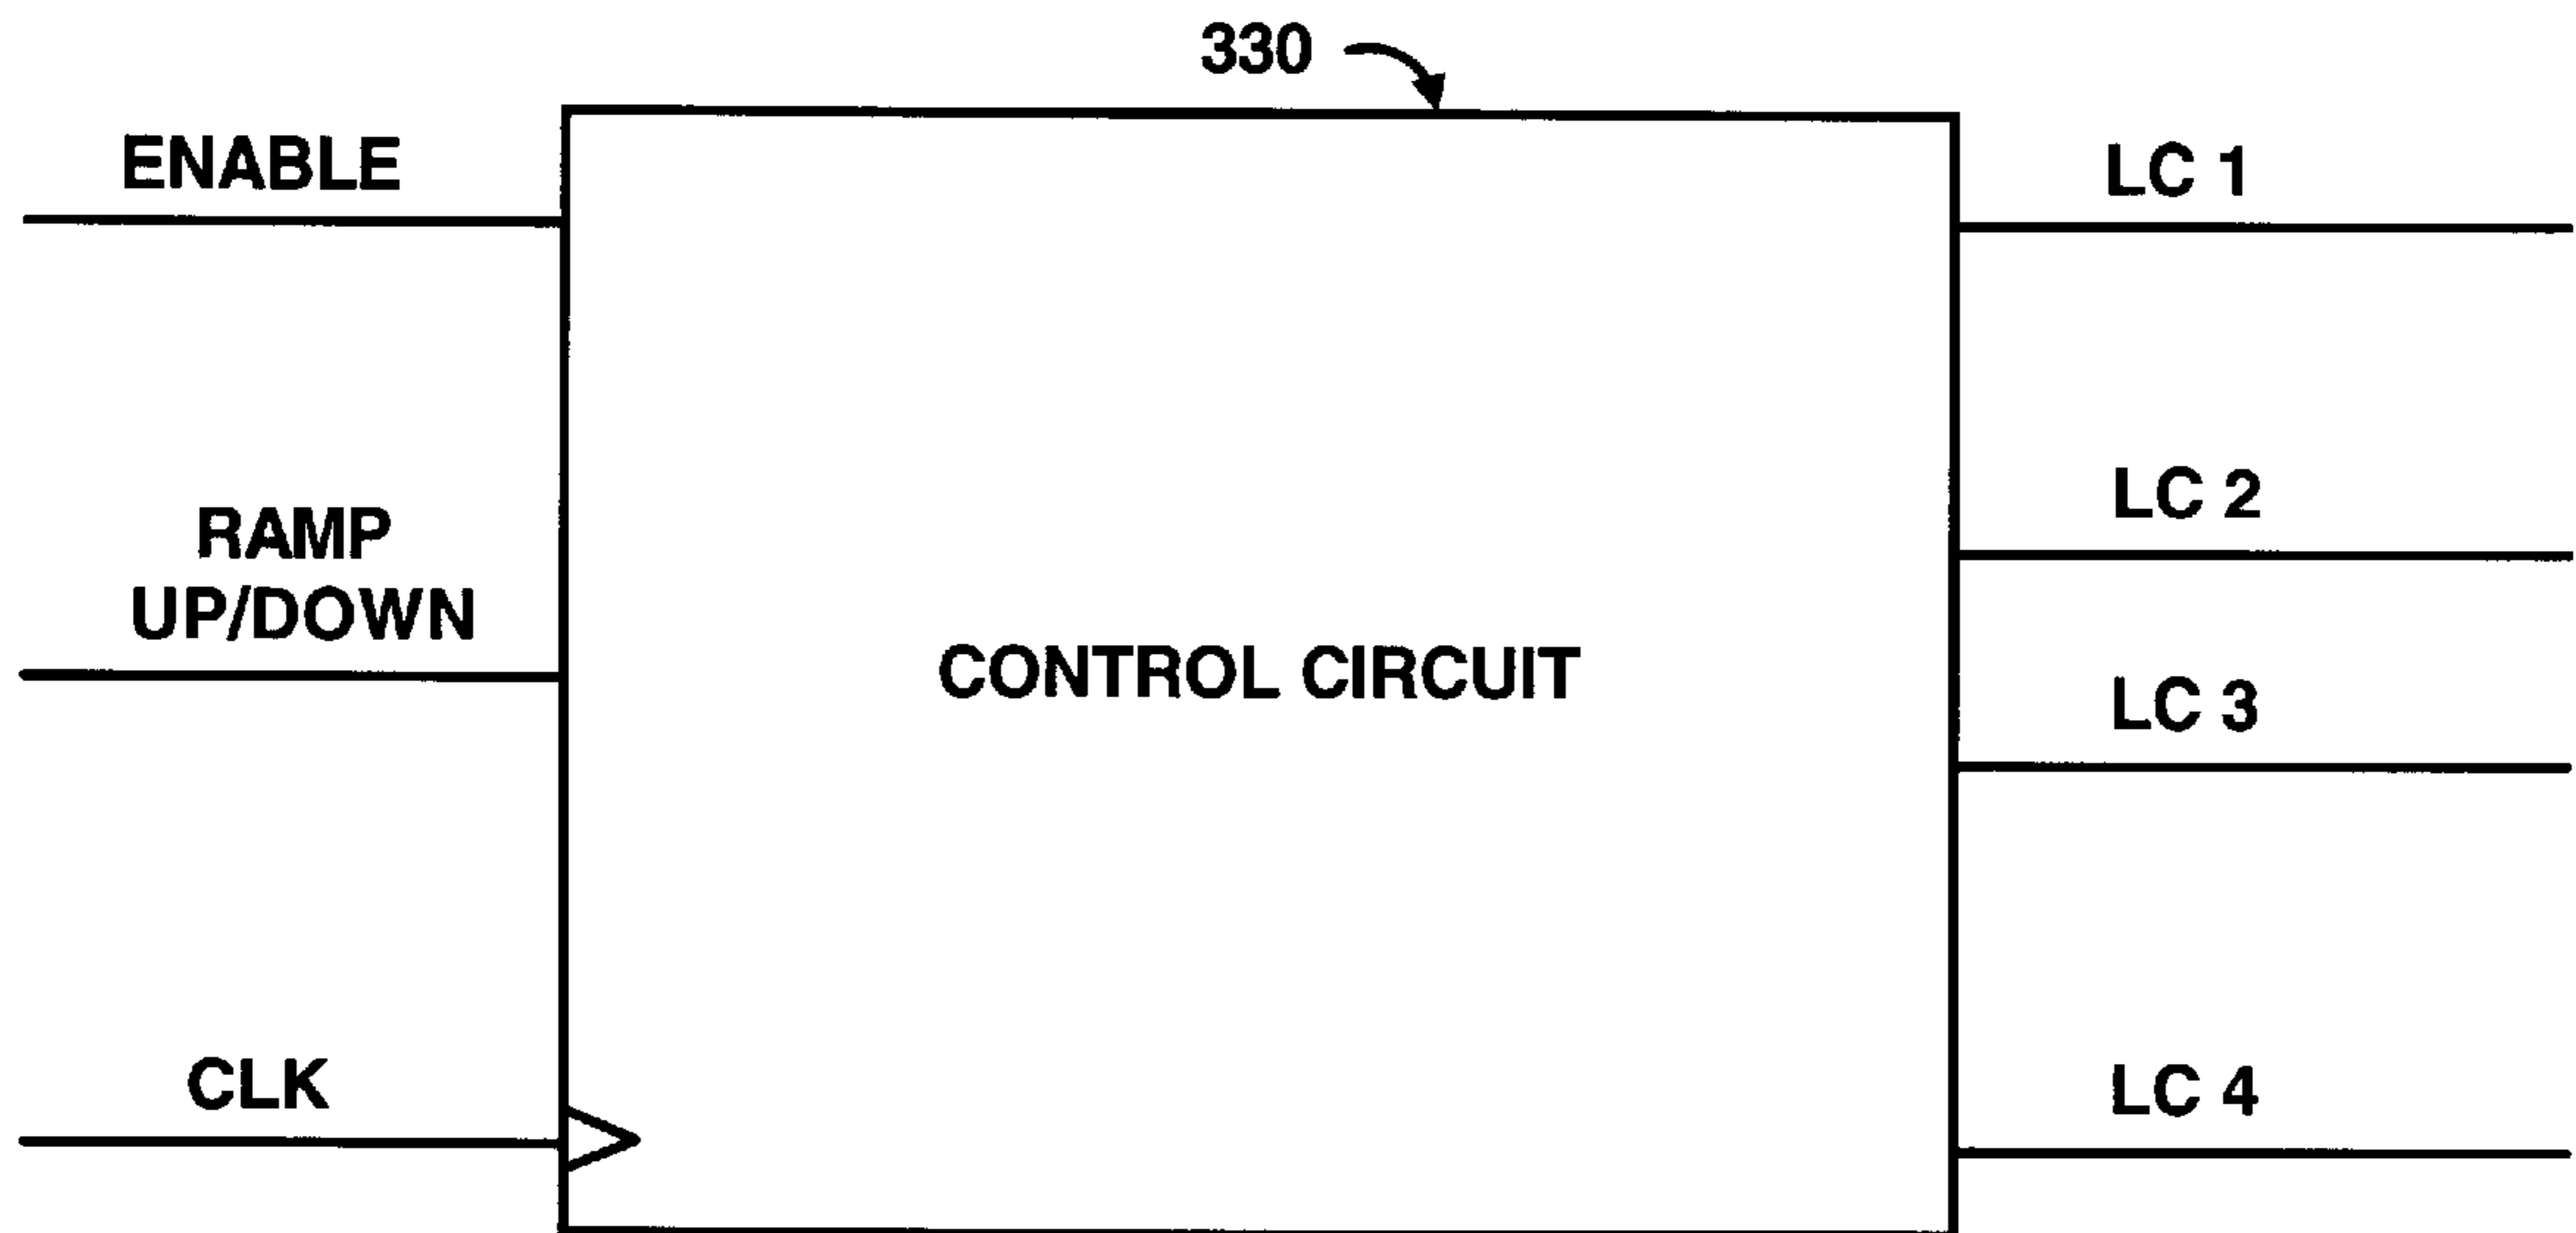 330
ENABLE
LC 1
LC 2
RAMP
UP/DOWN
CONTROL CIRCUIT
LC 3
CLK
LC 4